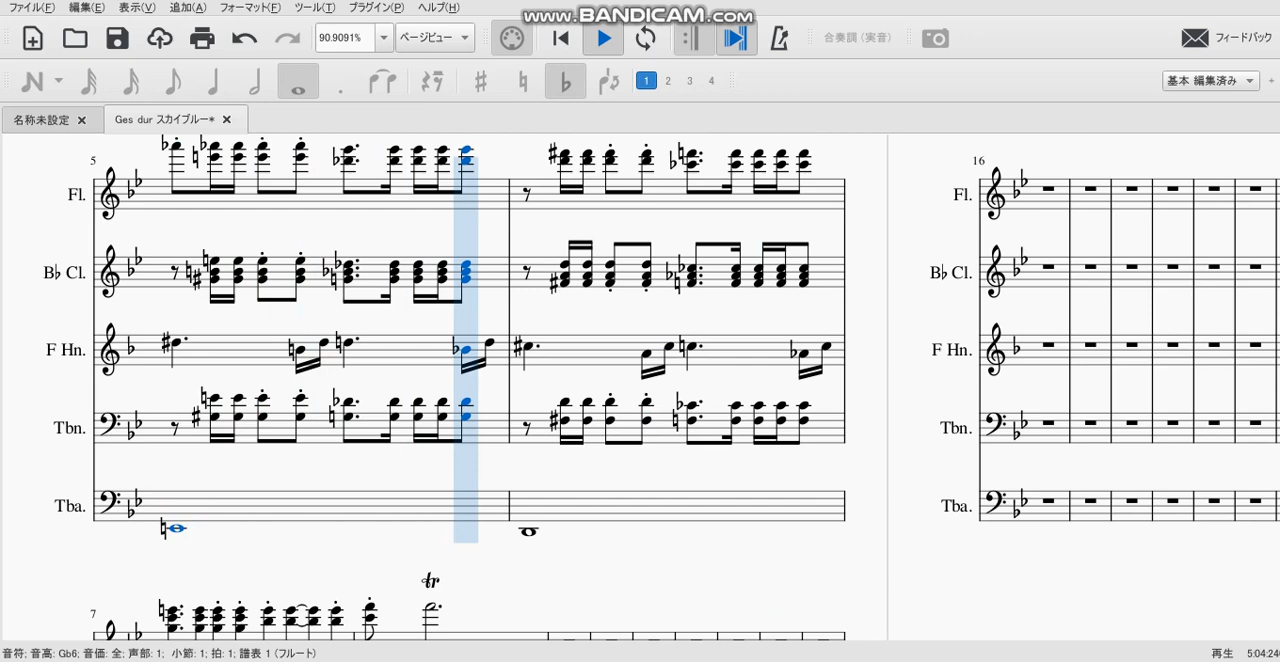 www.BANDICAM.com
ファイル(F) 編集(E) 表示(V) 追加(A) フォーマット(F) ツール(T) プラグイン(P) ヘルプ(H)
90.9091% ページビュー 合奏調 (実音) フィードバック
1 2 3 4 基本 編集済み +
名称未設定 × Ges dur スカイブルー* ×
5 16
Fl. Fl.
B♭ Cl. B♭ Cl.
F Hn. F Hn.
Tbn. Tbn.
Tba. Tba.
tr
7
音符; 音高: Gb6; 音価: 全; 声部: 1; 小節: 1; 拍: 1; 譜表 1 (フルート) 再生 5:04:24